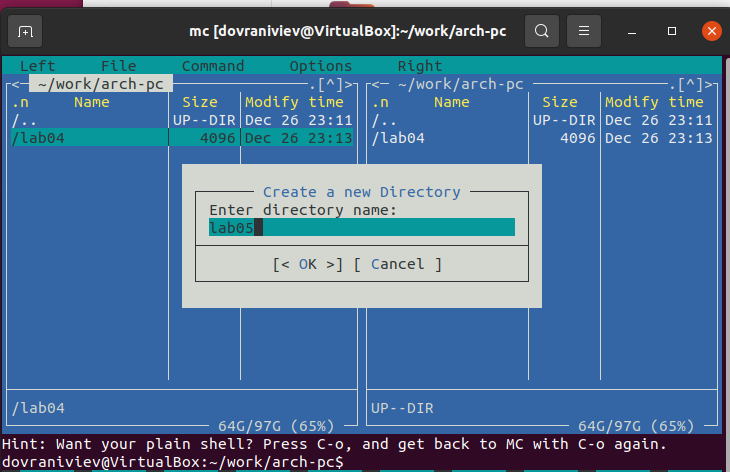 mc [dovraniviev@VirtualBox]:~/work/arch-pc
Left File Command Options Right
<- ~/work/arch-pc .[^]> <- ~/work/arch-pc .[^]>
.n Name Size Modify time .n Name Size Modify time
/.. UP--DIR Dec 26 23:11 /.. UP--DIR Dec 26 23:11
/lab04 4096 Dec 26 23:13 /lab04 4096 Dec 26 23:13
Create a new Directory
Enter directory name:
lab05
[< OK >] [ Cancel ]
/lab04 UP--DIR
64G/97G (65%) 64G/97G (65%)
Hint: Want your plain shell? Press C-o, and get back to MC with C-o again.
dovraniviev@VirtualBox:~/work/arch-pc$